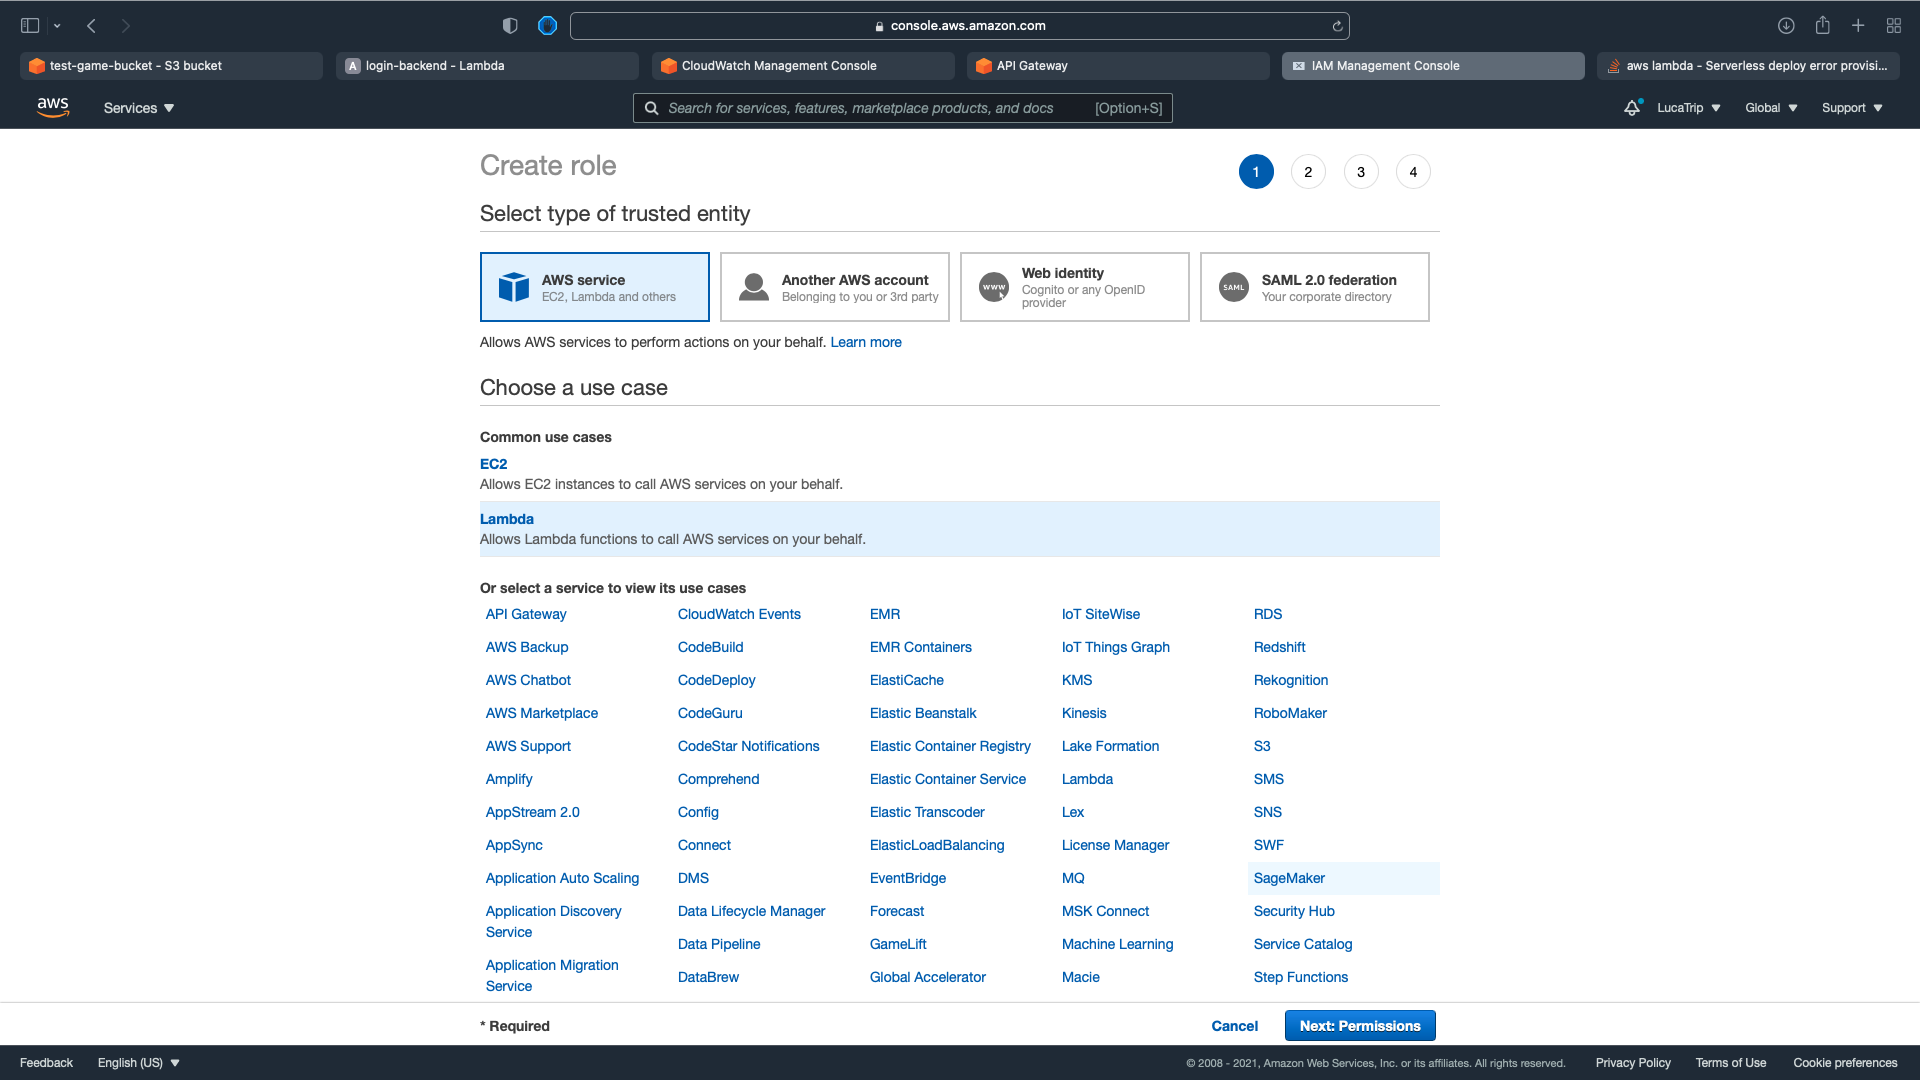 console.aws.amazon.com
test-game-bucket - S3 bucket
A login-backend - Lambda
CloudWatch Management Console
API Gateway
IAM Management Console
aws lambda - Serverless deploy error provisi...
aws
Services
Search for services, features, marketplace products, and docs [Option+S]
LucaTrip
Global
Support
Create role
1 2 3 4
Select type of trusted entity
AWS service
EC2, Lambda and others
Another AWS account
Belonging to you or 3rd party
WWW
Web identity
Cognito or any OpenID
provider
SAML
SAML 2.0 federation
Your corporate directory
Allows AWS services to perform actions on your behalf. Learn more
Choose a use case
Common use cases
EC2
Allows EC2 instances to call AWS services on your behalf.
Lambda
Allows Lambda functions to call AWS services on your behalf.
Or select a service to view its use cases
API Gateway CloudWatch Events EMR IoT SiteWise RDS
AWS Backup CodeBuild EMR Containers IoT Things Graph Redshift
AWS Chatbot CodeDeploy ElastiCache KMS Rekognition
AWS Marketplace CodeGuru Elastic Beanstalk Kinesis RoboMaker
AWS Support CodeStar Notifications Elastic Container Registry Lake Formation S3
Amplify Comprehend Elastic Container Service Lambda SMS
AppStream 2.0 Config Elastic Transcoder Lex SNS
AppSync Connect ElasticLoadBalancing License Manager SWF
Application Auto Scaling DMS EventBridge MQ SageMaker
Application Discovery Data Lifecycle Manager Forecast MSK Connect Security Hub
Service
Data Pipeline GameLift Machine Learning Service Catalog
Application Migration DataBrew Global Accelerator Macie Step Functions
Service
* Required
Cancel
Next: Permissions
Feedback English (US)
© 2008 - 2021, Amazon Web Services, Inc. or its affiliates. All rights reserved. Privacy Policy Terms of Use Cookie preferences